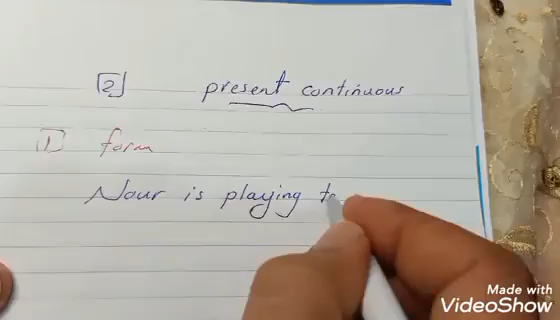 [2] present continuous
[1] form
Nour is playing t
Made with
VideoShow